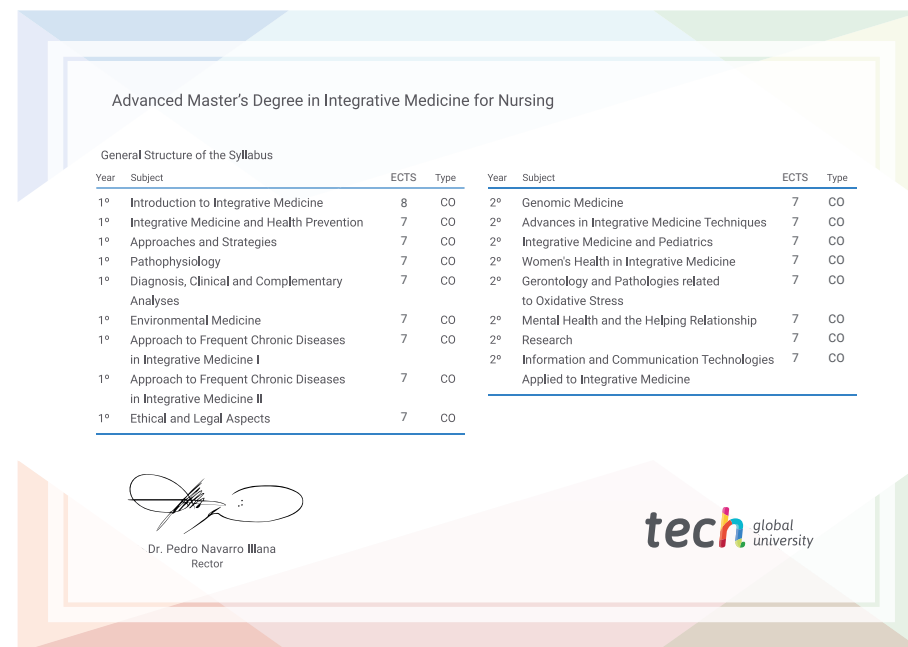 Advanced Master's Degree in Integrative Medicine for Nursing
General Structure of the Syllabus
Year Subject ECTS Type
1º Introduction to Integrative Medicine 8 CO
1º Integrative Medicine and Health Prevention 7 CO
1º Approaches and Strategies 7 CO
1º Pathophysiology 7 CO
1º Diagnosis, Clinical and Complementary 7 CO
Analyses
1º Environmental Medicine 7 CO
1º Approach to Frequent Chronic Diseases 7 CO
in Integrative Medicine I
1º Approach to Frequent Chronic Diseases 7 CO
in Integrative Medicine II
1º Ethical and Legal Aspects 7 CO
Year Subject ECTS Type
2º Genomic Medicine 7 CO
2º Advances in Integrative Medicine Techniques 7 CO
2º Integrative Medicine and Pediatrics 7 CO
2º Women's Health in Integrative Medicine 7 CO
2º Gerontology and Pathologies related 7 CO
to Oxidative Stress
2º Mental Health and the Helping Relationship 7 CO
2º Research 7 CO
2º Information and Communication Technologies 7 CO
Applied to Integrative Medicine
Dr. Pedro Navarro Illana
Rector
tech global
university